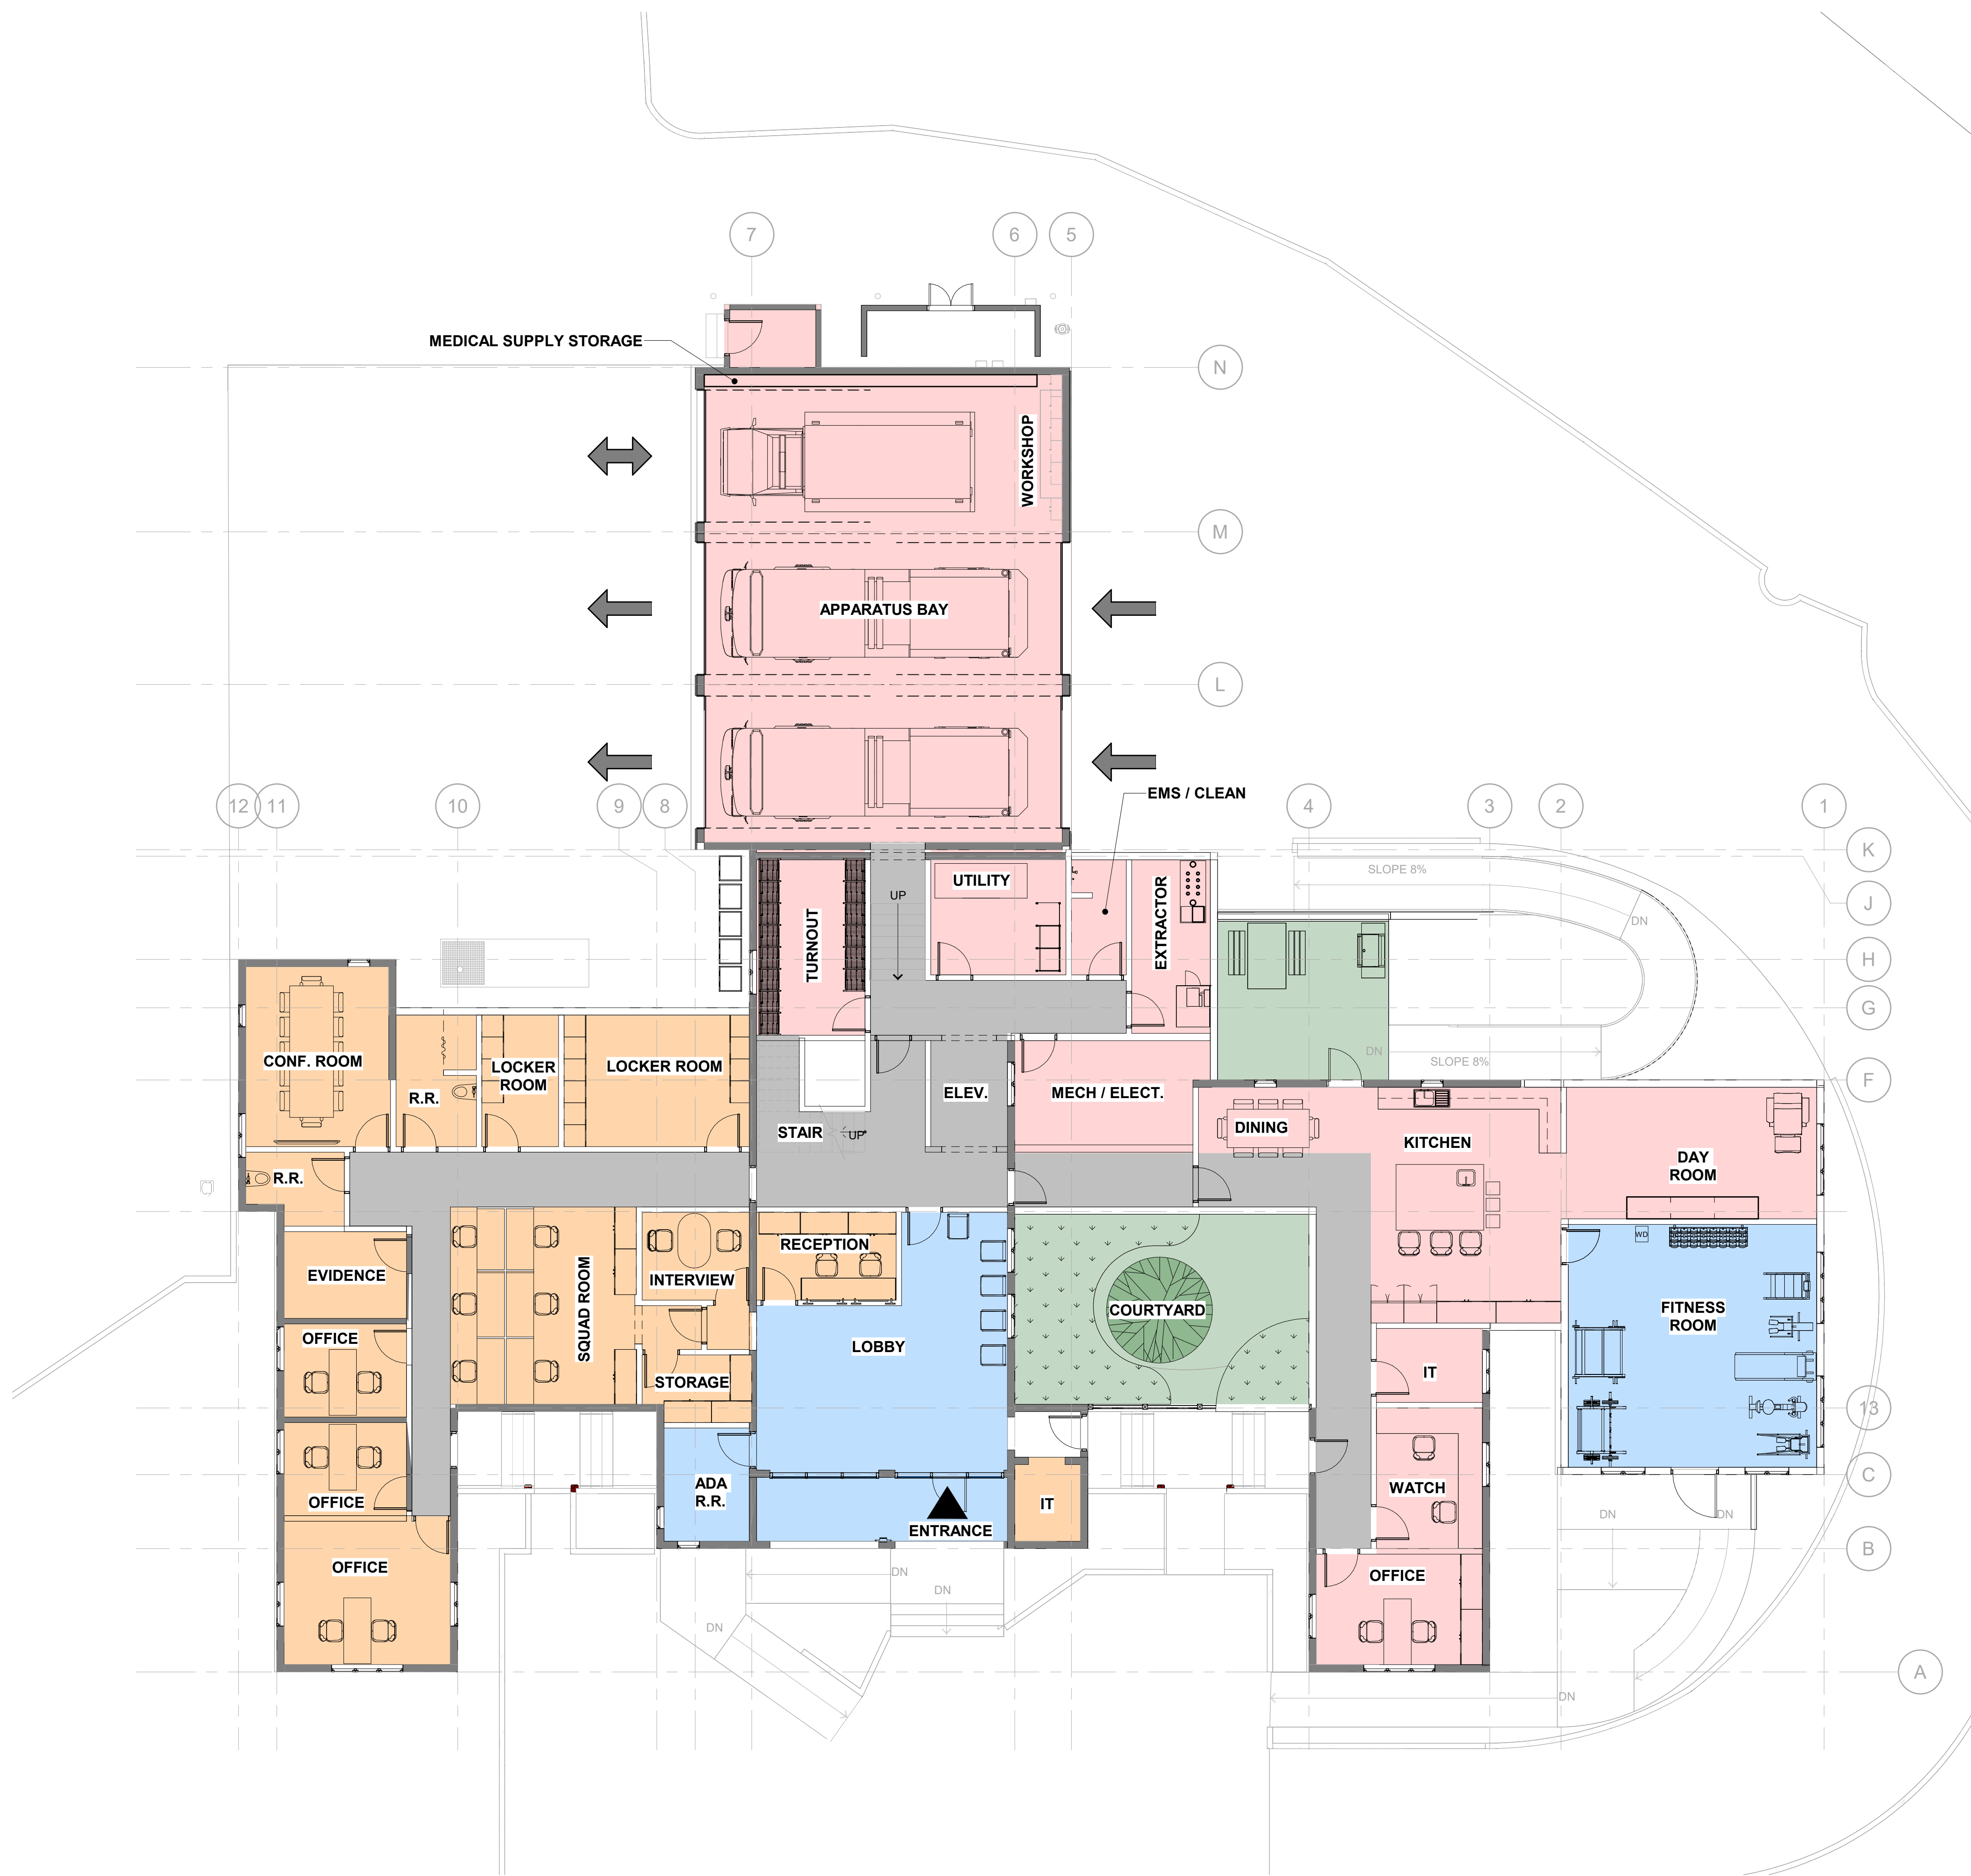 7
6
5
MEDICAL SUPPLY STORAGE
N
WORKSHOP
M
APPARATUS BAY
L
EMS / CLEAN
12
11
10
9
8
4
3
2
1
K
SLOPE 8%
UTILITY
UP
EXTRACTOR
J
DN
TURNOUT
H
G
CONF. ROOM
LOCKER
ROOM
LOCKER ROOM
DN
SLOPE 8%
F
R.R.
ELEV.
MECH / ELECT.
STAIR
UP
DINING
KITCHEN
DAY
ROOM
R.R.
RECEPTION
WD
EVIDENCE
INTERVIEW
SQUAD ROOM
COURTYARD
FITNESS
ROOM
OFFICE
LOBBY
IT
STORAGE
13
C
ADA
R.R.
WATCH
OFFICE
IT
ENTRANCE
DN
DN
B
OFFICE
DN
OFFICE
DN
DN
A
DN